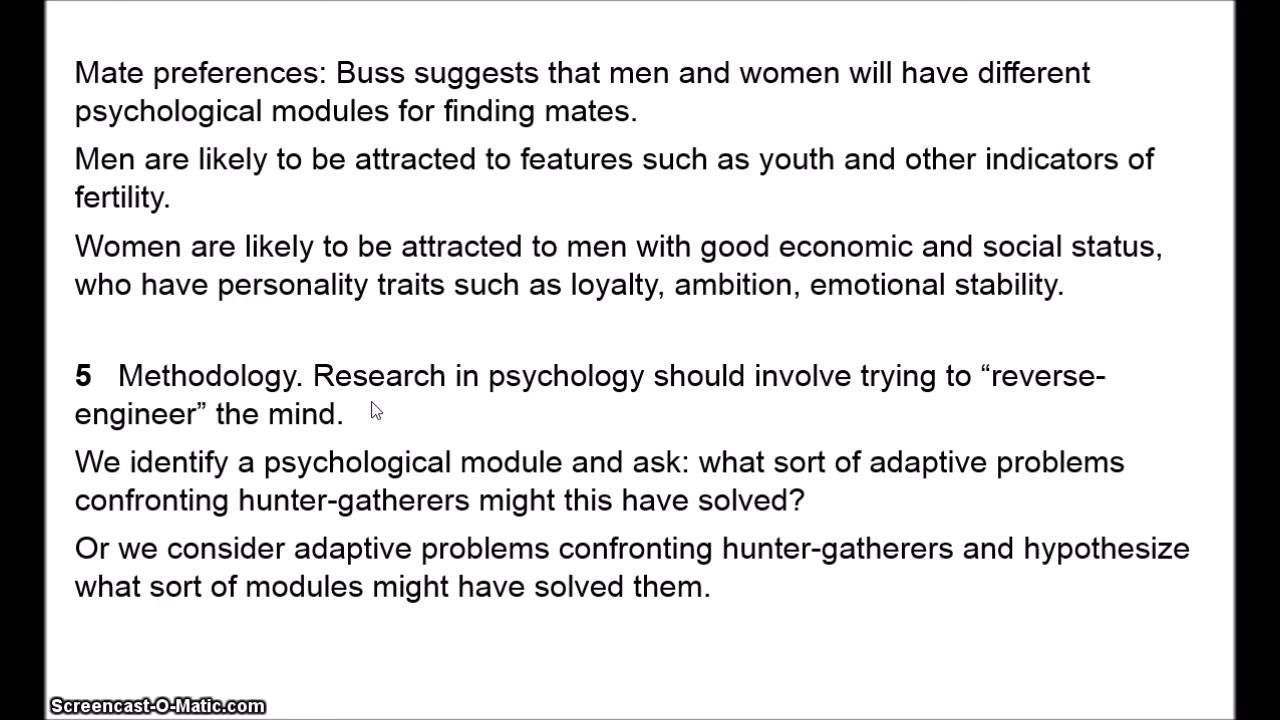 Mate preferences: Buss suggests that men and women will have different
psychological modules for finding mates.
Men are likely to be attracted to features such as youth and other indicators of
fertility.
Women are likely to be attracted to men with good economic and social status,
who have personality traits such as loyalty, ambition, emotional stability.
5 Methodology. Research in psychology should involve trying to “reverse-
engineer” the mind.
We identify a psychological module and ask: what sort of adaptive problems
confronting hunter-gatherers might this have solved?
Or we consider adaptive problems confronting hunter-gatherers and hypothesize
what sort of modules might have solved them.
Screencast-O-Matic.com